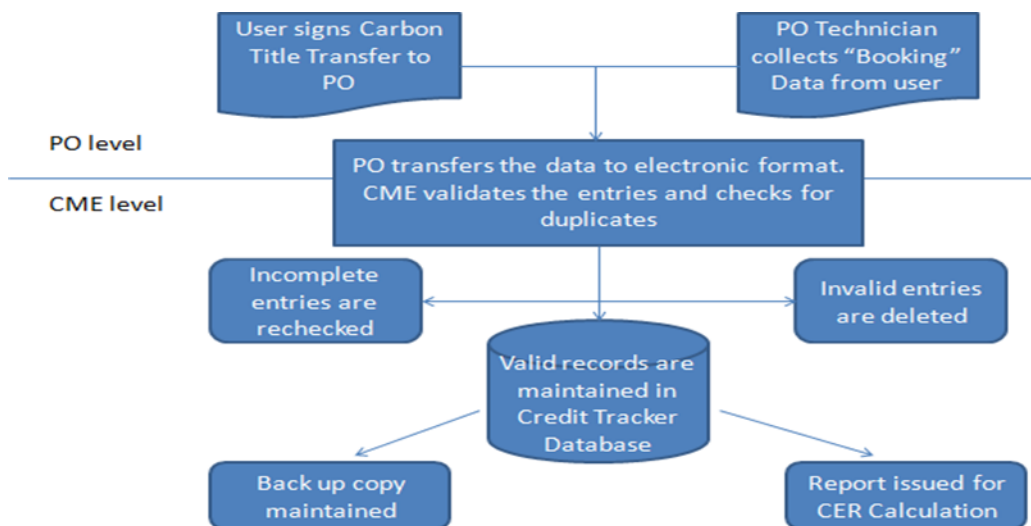 User signs Carbon
Title Transfer to
PO
PO Technician
collects “Booking”
Data from user
PO level
PO transfers the data to electronic format.
CME validates the entries and checks for
duplicates
CME level
Incomplete
entries are
rechecked
Invalid entries
are deleted
Valid records are
maintained in
Credit Tracker
Database
Back up copy
maintained
Report issued for
CER Calculation